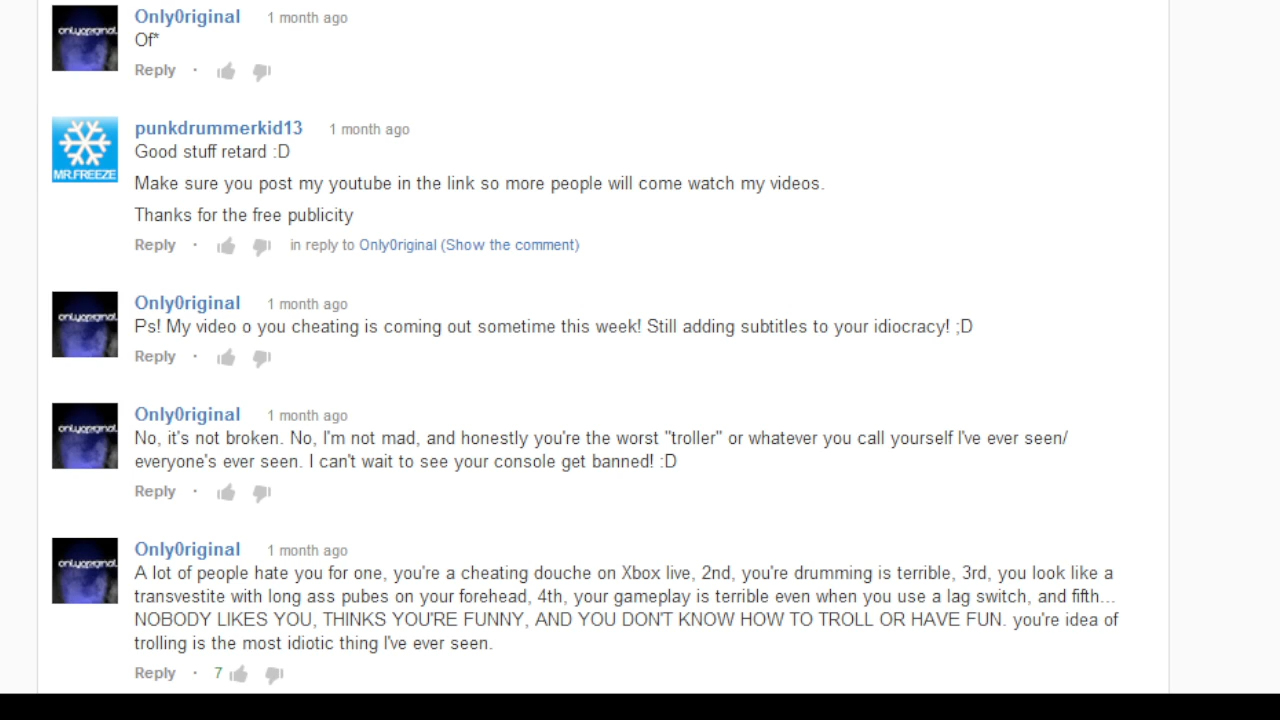 Only0riginal 1 month ago
Of*
Reply ·
punkdrummerkid13 1 month ago
Good stuff retard :D
Make sure you post my youtube in the link so more people will come watch my videos.
Thanks for the free publicity
MR.FREEZE
Reply · in reply to Only0riginal (Show the comment)
Only0riginal 1 month ago
Ps! My video o you cheating is coming out sometime this week! Still adding subtitles to your idiocracy! ;D
Reply ·
Only0riginal 1 month ago
No, it's not broken. No, I'm not mad, and honestly you're the worst "troller" or whatever you call yourself I've ever seen/
everyone's ever seen. I can't wait to see your console get banned! :D
Reply ·
Only0riginal 1 month ago
A lot of people hate you for one, you're a cheating douche on Xbox live, 2nd, you're drumming is terrible, 3rd, you look like a
transvestite with long ass pubes on your forehead, 4th, your gameplay is terrible even when you use a lag switch, and fifth...
NOBODY LIKES YOU, THINKS YOU'RE FUNNY, AND YOU DON'T KNOW HOW TO TROLL OR HAVE FUN. you're idea of
trolling is the most idiotic thing I've ever seen.
Reply · 7